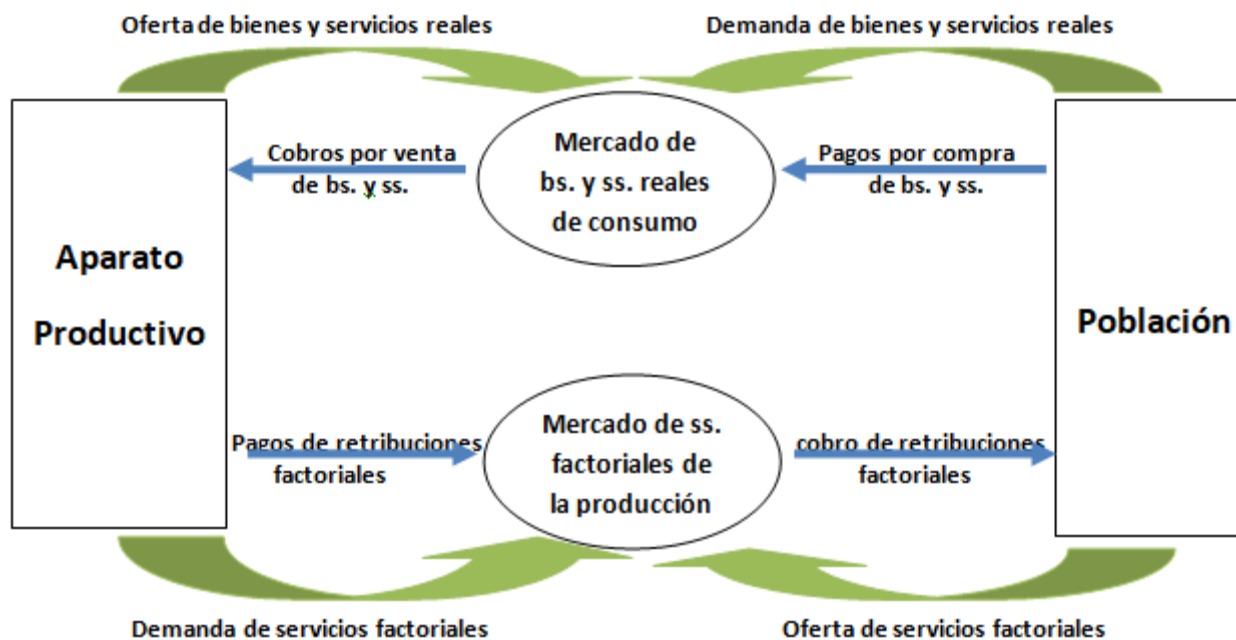 Oferta de bienes y servicios reales
Demanda de bienes y servicios reales
Cobros por venta
de bs. y ss.
Mercado de
bs. y ss. reales
de consumo
Pagos por compra
de bs. y ss.
Aparato
Productivo
Población
Pagos de retribuciones
factoriales
Mercado de ss.
factoriales de
la producción
cobro de retribuciones
factoriales
Demanda de servicios factoriales
Oferta de servicios factoriales